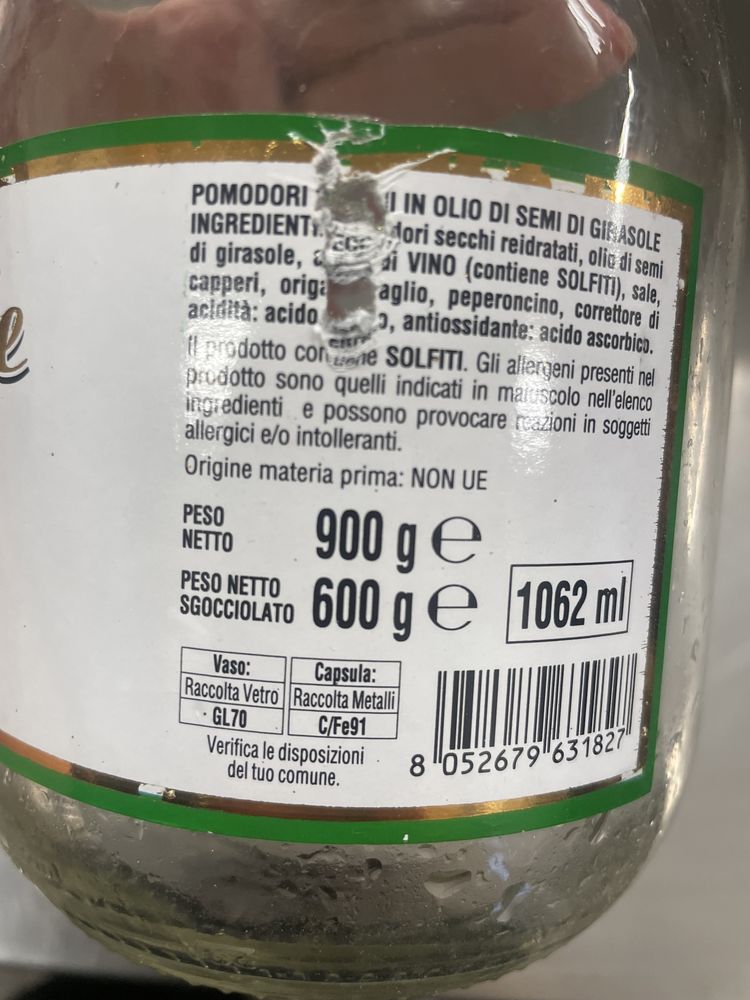 e
POMODORI IN OLIO DI SEMI DI GIRASOLE
INGREDIENTI: dori secchi reidratati, olio di semi
di girasole, di VINO (contiene SOLFITI), sale,
capperi, orig aglio, peperoncino, correttore di
acidità: acido o, antiossidante: acido ascorbico.
Il prodotto contiene SOLFITI. Gli allergeni presenti nel
prodotto sono quelli indicati in maiuscolo nell'elenco
ingredienti e possono provocare reazioni in soggetti
allergici e/o intolleranti.
Origine materia prima: NON UE
PESO
NETTO 900 g e
PESO NETTO
SGOCCIOLATO 600 g e 1062 ml
Vaso: Capsula:
Raccolta Vetro Raccolta Metalli
GL70 C/Fe91
Verifica le disposizioni
del tuo comune.
8 052679 631827